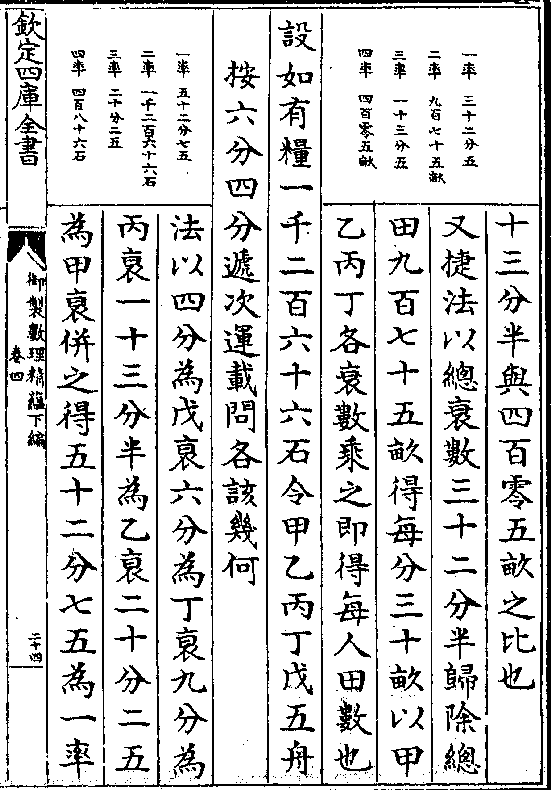 十三分半與四百零五畝之比也
一率 三十二分五
二率 九百七十五畝
三率 一十三分五
四率 四百零五畝
又捷法以總衰數三十二分半歸除總
田九百七十五畝得每分三十畝以甲
乙丙丁各衰數乘之即得每人田數也
設如有糧一千二百六十六石令甲乙丙丁戊五舟
按六分四分遞次運載問各該幾何
一率 五十二分七五
二率 一千二百六十六石
三率 二十分二五
四率 四百八十六石
法以四分為戊衰六分為丁衰九分為
丙衰一十三分半為乙衰二十分二五
為甲衰併之得五十二分七五為一率
欽定四庫全書
御製數理精蘊下編
卷四
二十四